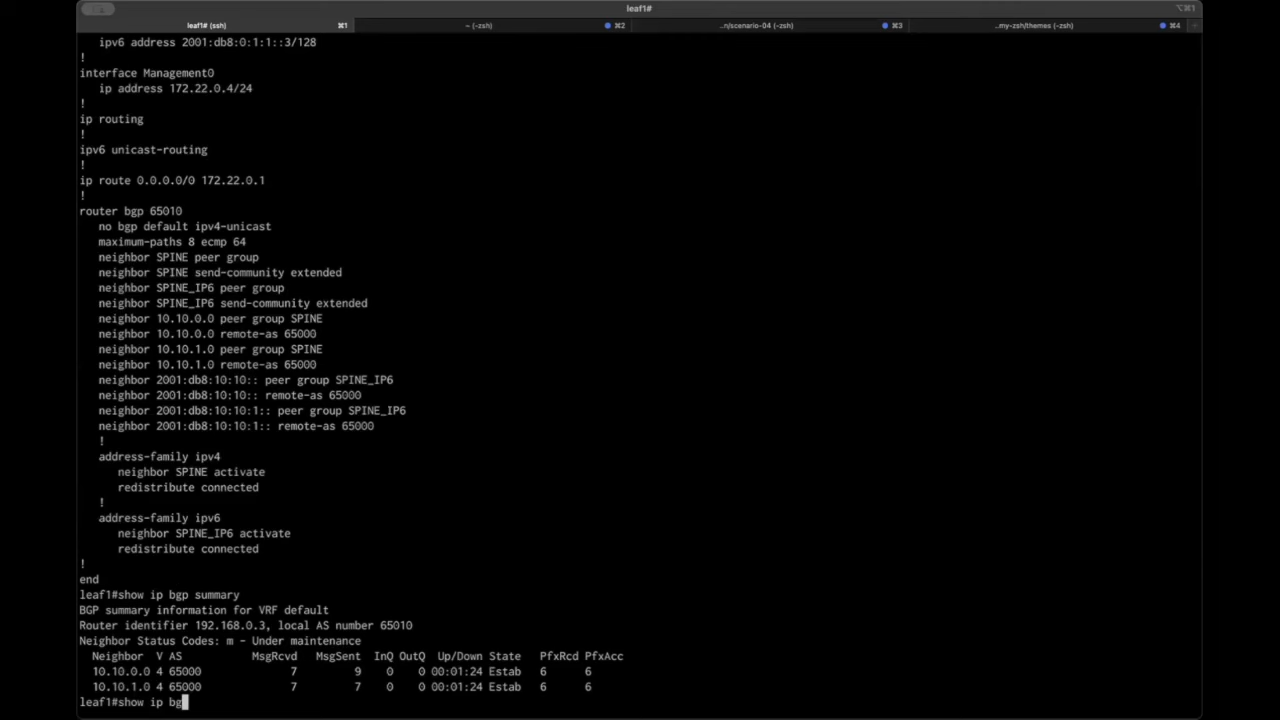 leaf1#
⌥⌘1
leaf1# (ssh) ⌘1 ~ (-zsh) ⌘2 ..n/scenario-04 (-zsh) ⌘3 ...my-zsh/themes (-zsh) ⌘4 +
ipv6 address 2001:db8:0:1:1::3/128
!
interface Management0
ip address 172.22.0.4/24
!
ip routing
!
ipv6 unicast-routing
!
ip route 0.0.0.0/0 172.22.0.1
!
router bgp 65010
no bgp default ipv4-unicast
maximum-paths 8 ecmp 64
neighbor SPINE peer group
neighbor SPINE send-community extended
neighbor SPINE_IP6 peer group
neighbor SPINE_IP6 send-community extended
neighbor 10.10.0.0 peer group SPINE
neighbor 10.10.0.0 remote-as 65000
neighbor 10.10.1.0 peer group SPINE
neighbor 10.10.1.0 remote-as 65000
neighbor 2001:db8:10:10:: peer group SPINE_IP6
neighbor 2001:db8:10:10:: remote-as 65000
neighbor 2001:db8:10:10:1:: peer group SPINE_IP6
neighbor 2001:db8:10:10:1:: remote-as 65000
!
address-family ipv4
neighbor SPINE activate
redistribute connected
!
address-family ipv6
neighbor SPINE_IP6 activate
redistribute connected
!
end
leaf1#show ip bgp summary
BGP summary information for VRF default
Router identifier 192.168.0.3, local AS number 65010
Neighbor Status Codes: m - Under maintenance
Neighbor V AS MsgRcvd MsgSent InQ OutQ Up/Down State PfxRcd PfxAcc
10.10.0.0 4 65000 7 9 0 0 00:01:24 Estab 6 6
10.10.1.0 4 65000 7 7 0 0 00:01:24 Estab 6 6
leaf1#show ip bg